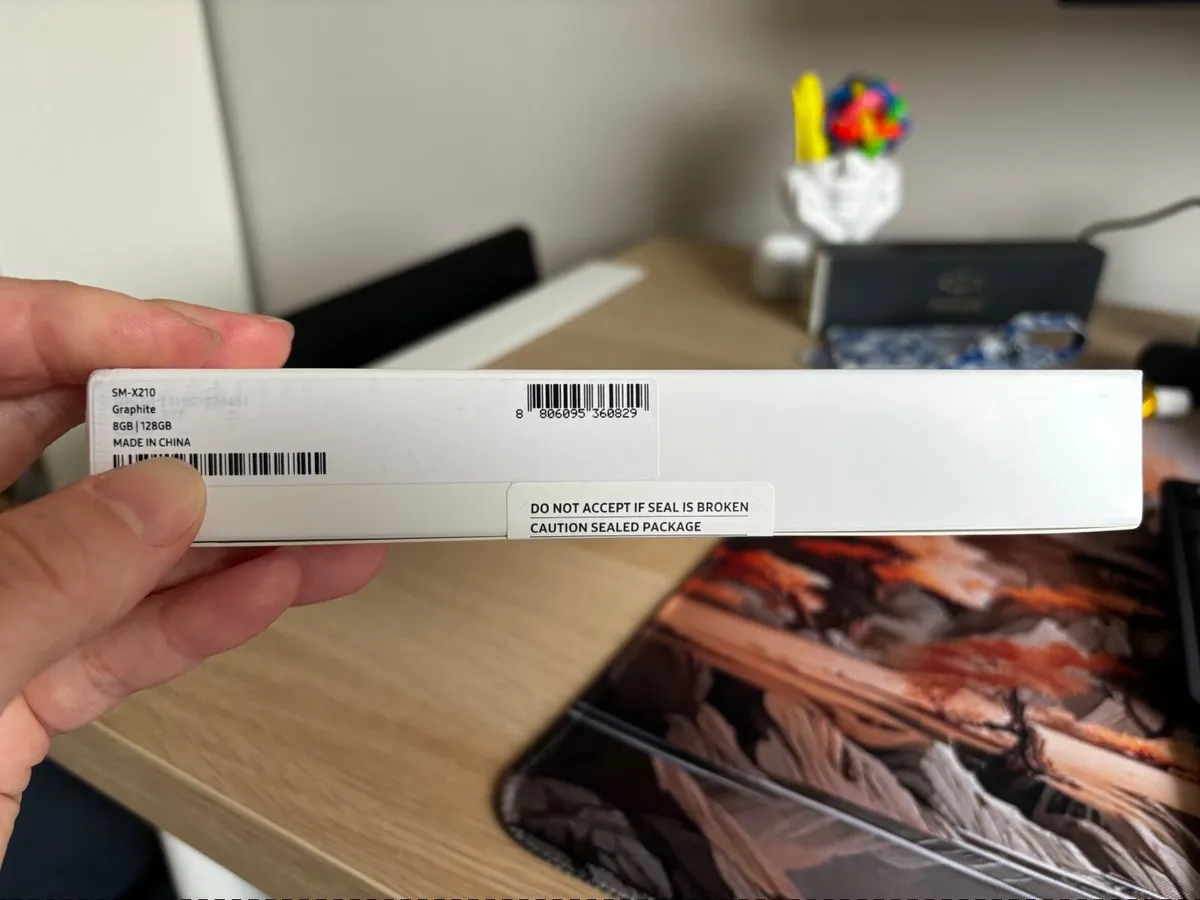 SM-X210
Graphite
8GB | 128GB
MADE IN CHINA
8 806095 360829
DO NOT ACCEPT IF SEAL IS BROKEN
CAUTION SEALED PACKAGE